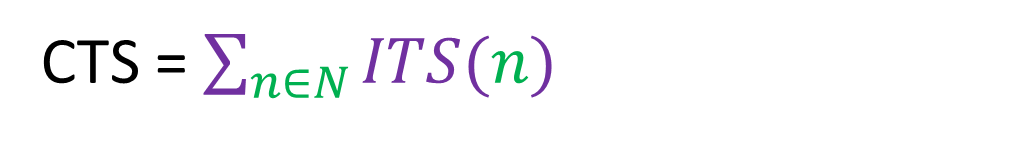 CTS = ∑n∈N ITS(n)